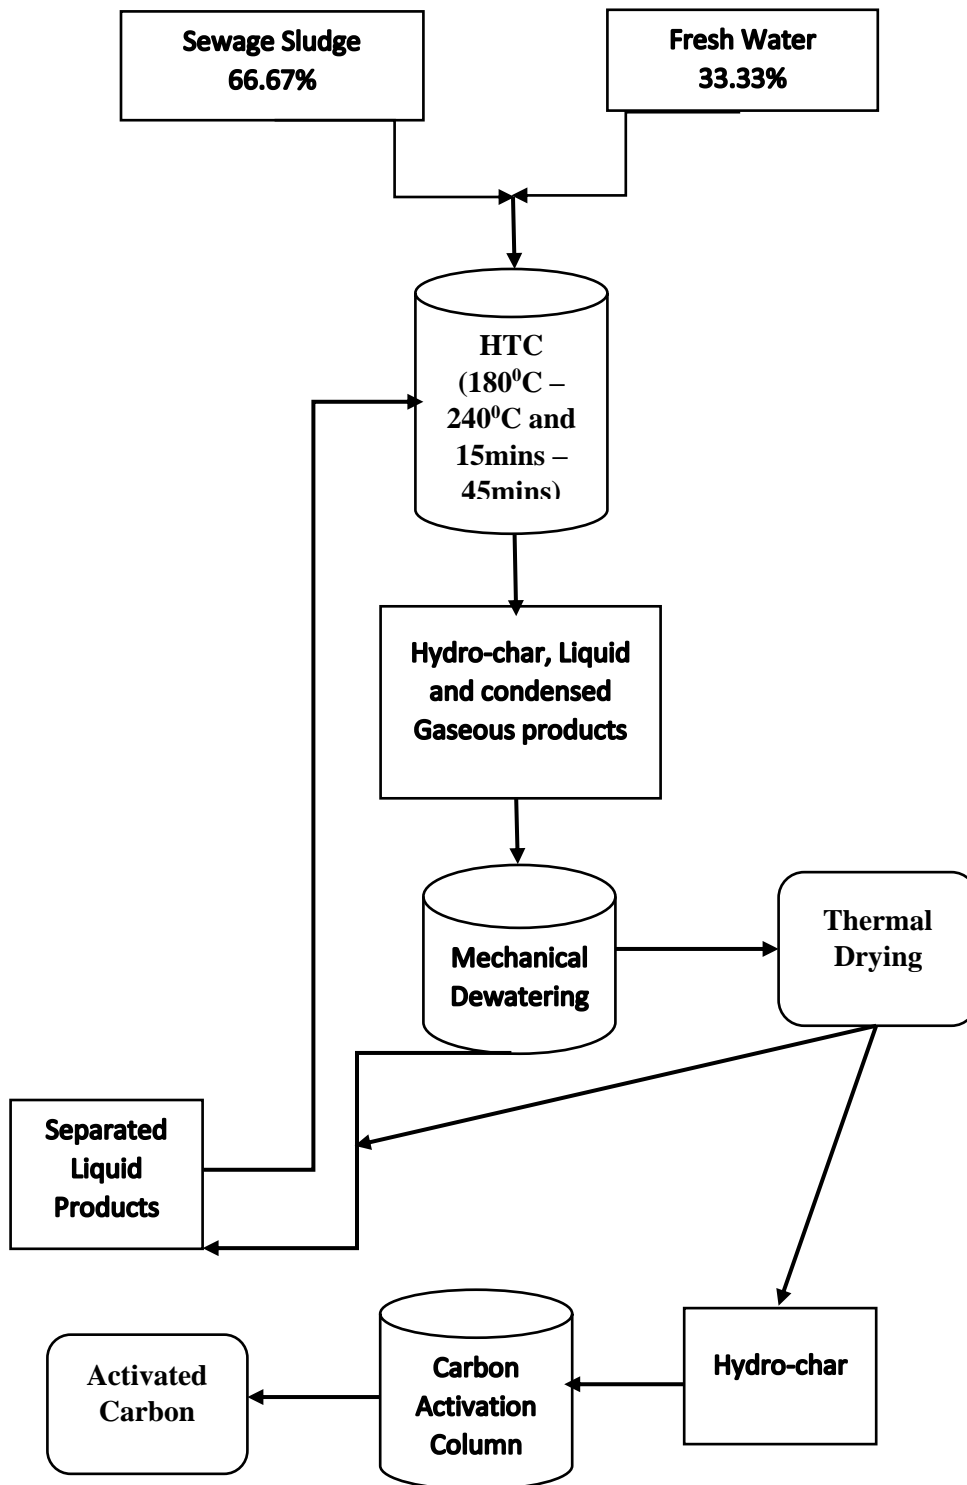 Sewage Sludge
66.67%
Fresh Water
33.33%
HTC
(180⁰C –
240⁰C and
15mins –
45mins)
Hydro-char, Liquid
and condensed
Gaseous products
Mechanical
Dewatering
Thermal
Drying
Separated
Liquid
Products
Hydro-char
Carbon
Activation
Column
Activated
Carbon